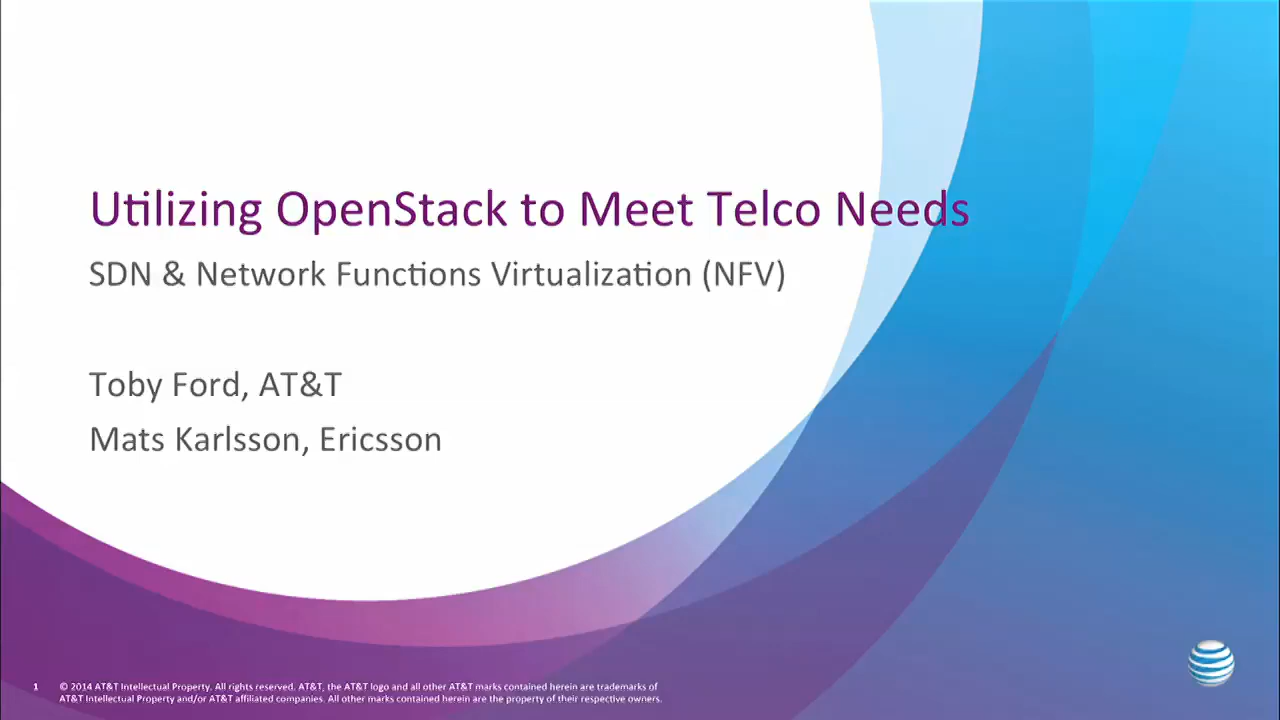 Utilizing OpenStack to Meet Telco Needs
SDN & Network Functions Virtualization (NFV)
Toby Ford, AT&T
Mats Karlsson, Ericsson
1
© 2014 AT&T Intellectual Property. All rights reserved. AT&T, the AT&T logo and all other AT&T marks contained herein are trademarks of
AT&T Intellectual Property and/or AT&T affiliated companies. All other marks contained herein are the property of their respective owners.